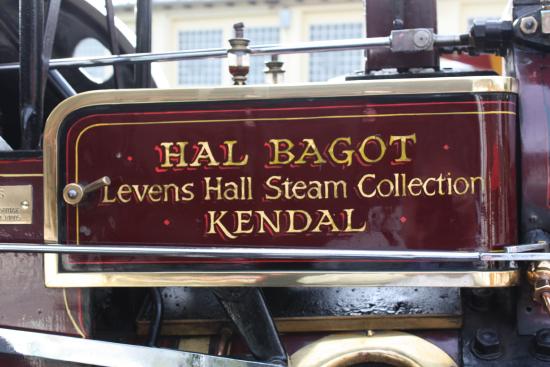 HAL BAGOT
Levens Hall Steam Collection
KENDAL